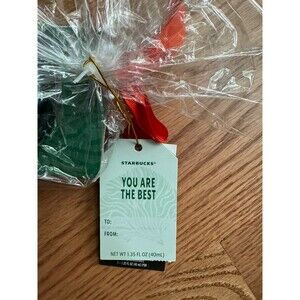 STARBUCKS®
YOU ARE
THE BEST
TO:
FROM:
NET WT 1.35 FL OZ (40mL)